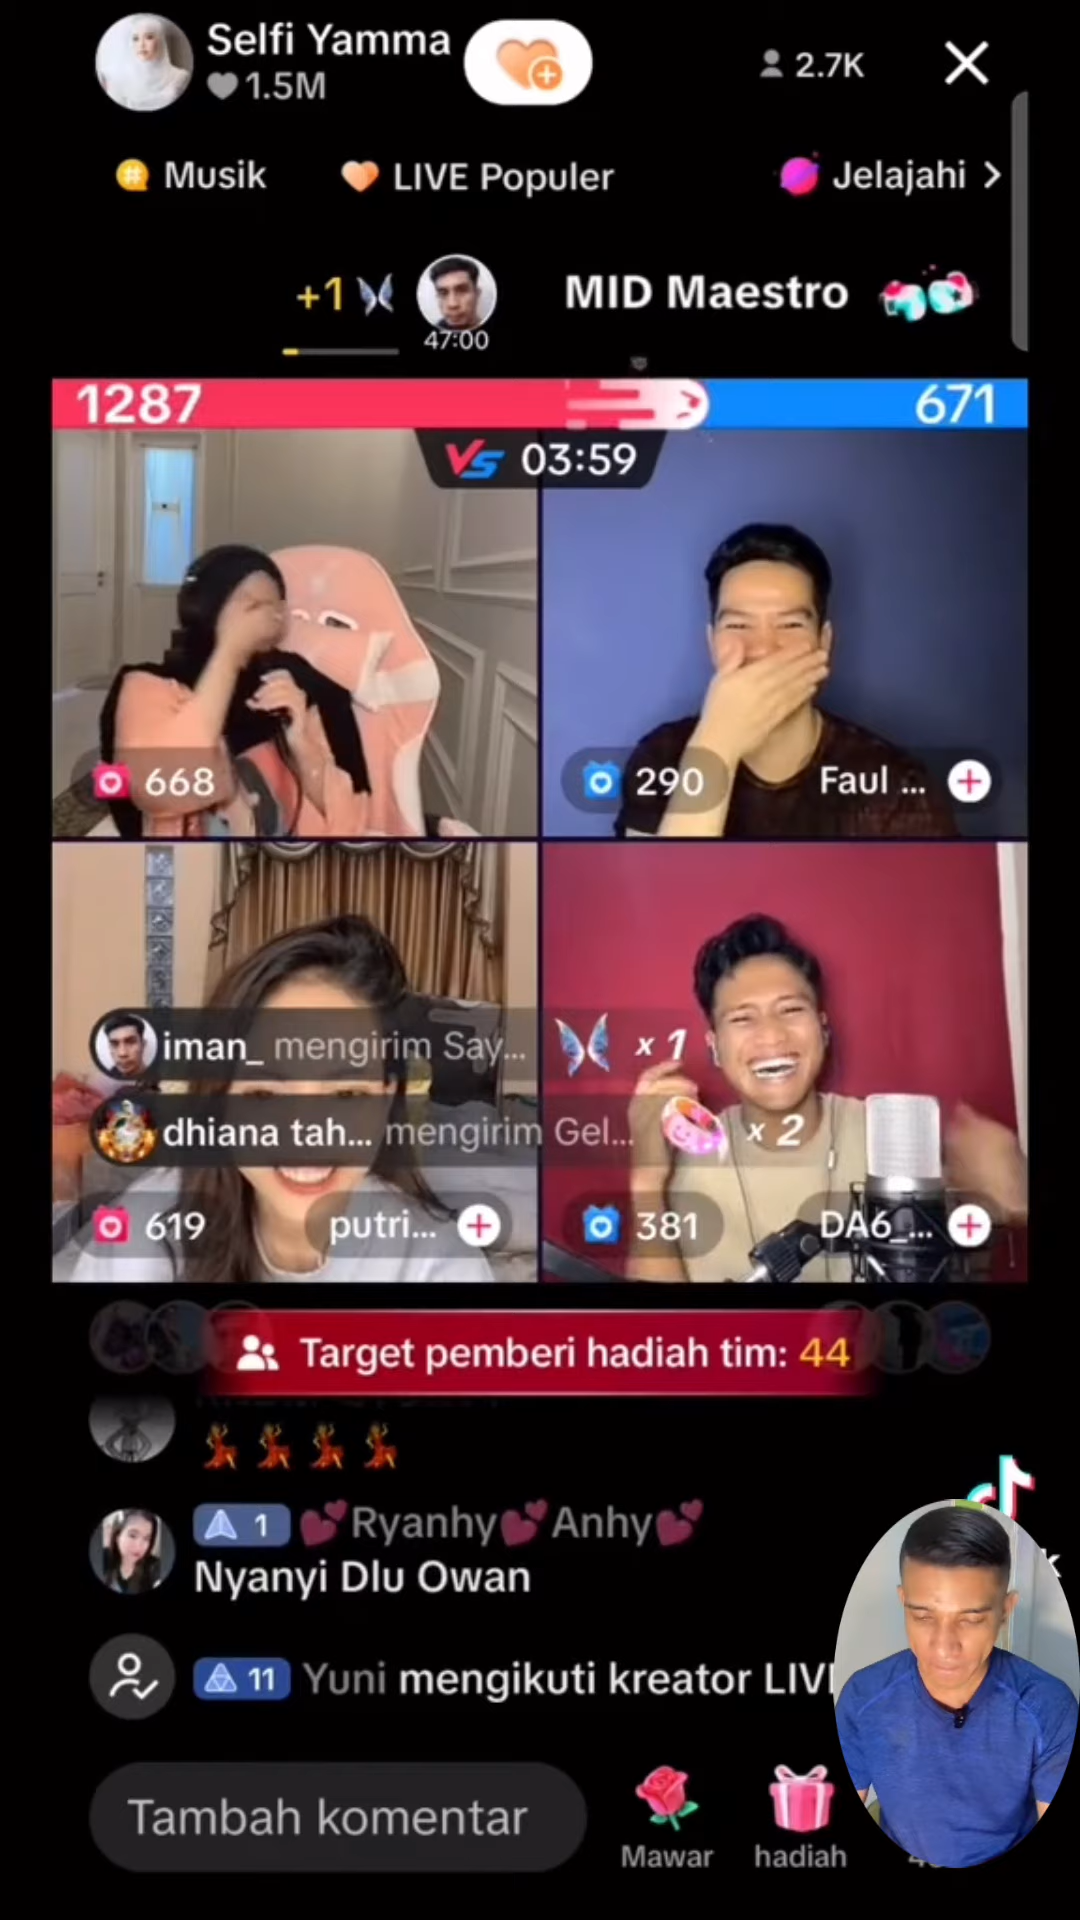 Selfi Yamma
1.5M
2.7K
Musik
LIVE Populer
Jelajahi
+1
47:00
MID Maestro
1287
671
VS 03:59
668
290
Faul ...
iman_ mengirim Say...
x 1
dhiana tah... mengirim Gel...
x 2
619
putri...
381
DA6_...
Target pemberi hadiah tim: 44
1 Ryanhy Anhy
Nyanyi Dlu Owan
11 Yuni mengikuti kreator LIV
Tambah komentar
Mawar
hadiah